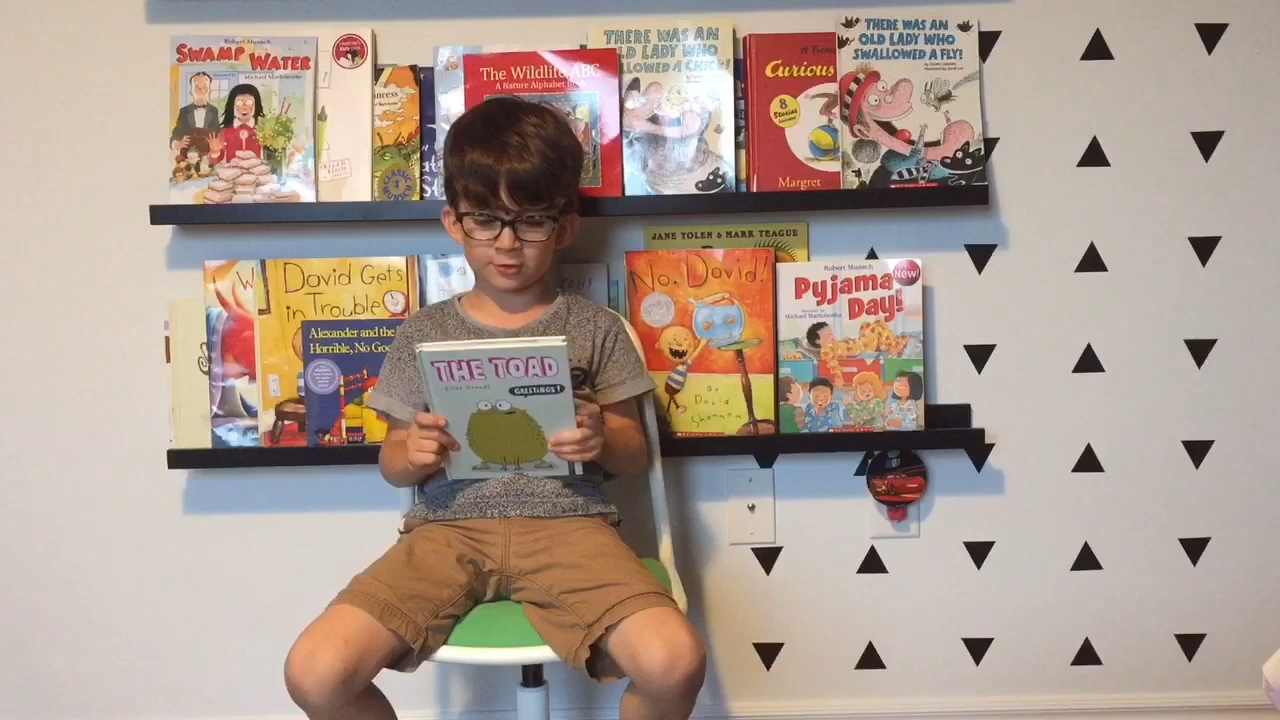 Robert Munsch
SWAMP WATER
Michael Martchenko
The Wildlife ABC
A Nature Alphabet
THERE WAS AN
OLD LADY WHO
SWALLOWED A CHICK!
Curious
8
Stories
Margret
THERE WAS AN
OLD LADY WHO
SWALLOWED A FLY!
David Gets
in Trouble
Alexander and the
Horrible, No Goo
JANE YOLEN & MARK TEAGUE
No, David!
By
David
Shannon
Robert Munsch
New!
Pyjama
Day!
Michael Martchenko
THE TOAD
Elise Gravel
GREETINGS!